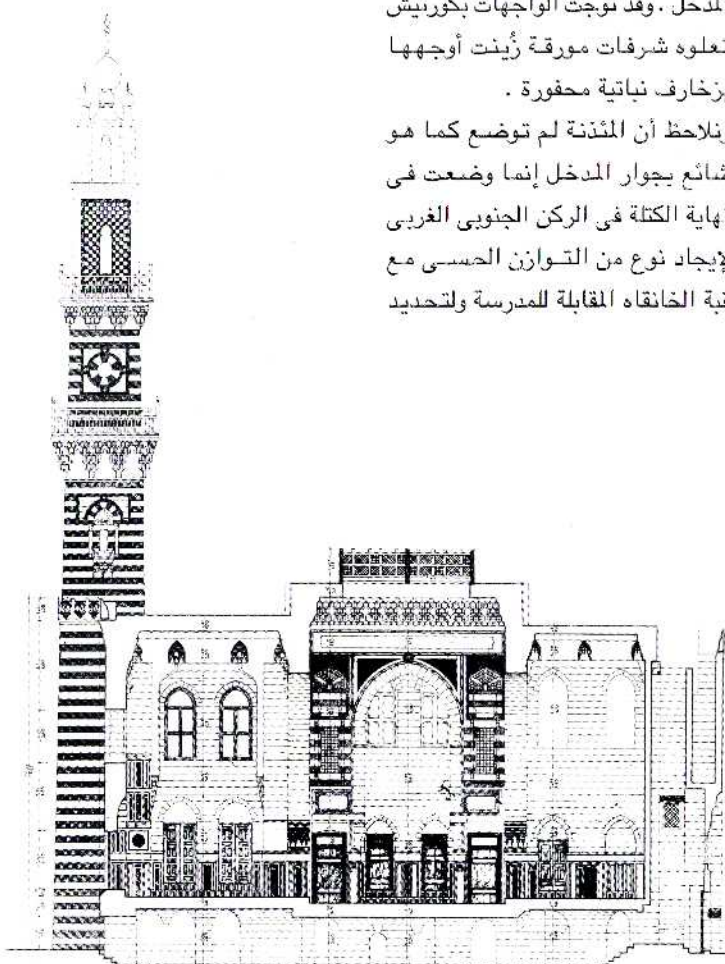 المدخل . وقد توجت الواجهات بكورنيش
تعلوه شرفات مورقة زُينت أوجهها
بزخارف نباتية محفورة .
ونلاحظ أن المئذنة لم توضع كما هو
شائع بجوار المدخل إنما وضعت فى
نهاية الكتلة فى الركن الجنوبى الغربى
لإيجاد نوع من التوازن الحسى مع
قبة الخانقاه المقابلة للمدرسة ولتحديد